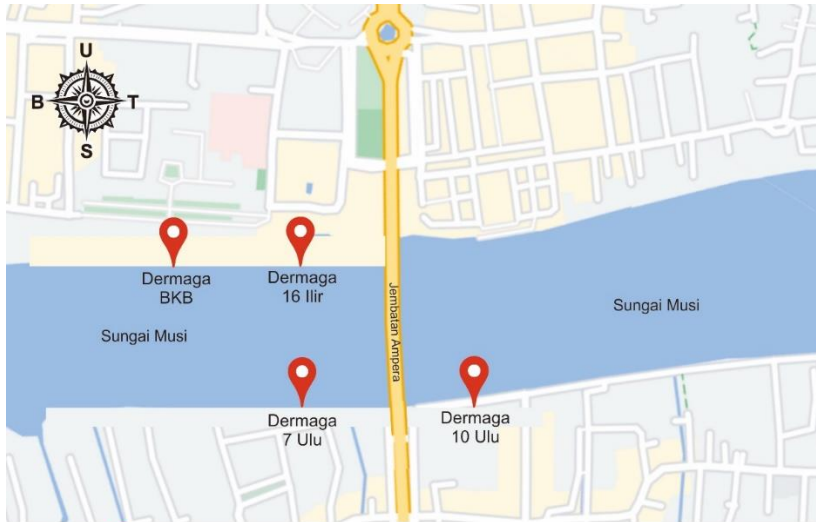 U
B
T
S
Dermaga
BKB
Dermaga
16 Ilir
Sungai Musi
Jembatan Ampera
Sungai Musi
Dermaga
7 Ulu
Dermaga
10 Ulu